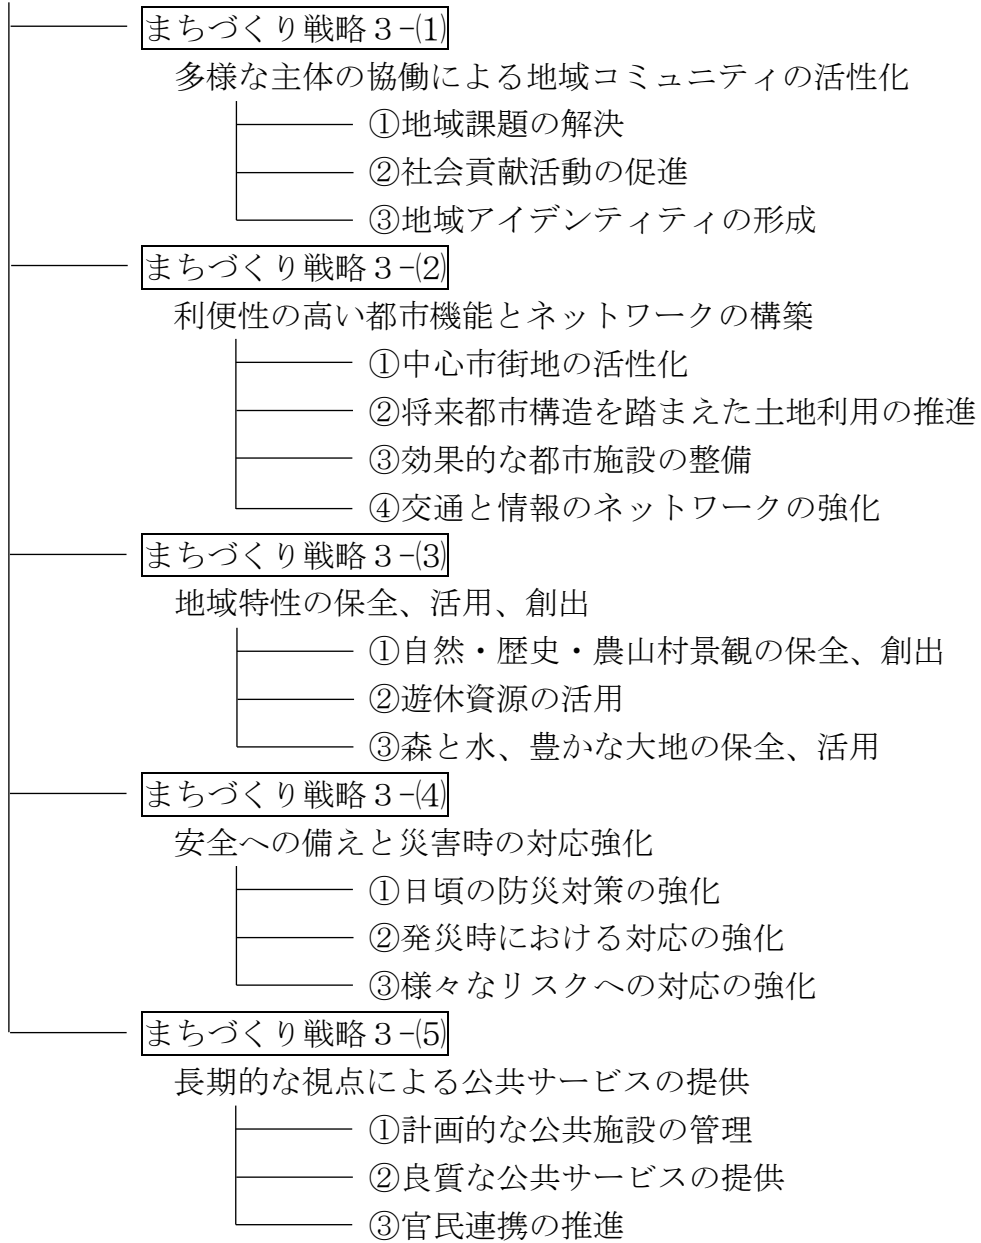 まちづくり戦略３-⑴
多様な主体の協働による地域コミュニティの活性化
①地域課題の解決
②社会貢献活動の促進
③地域アイデンティティの形成
まちづくり戦略３-⑵
利便性の高い都市機能とネットワークの構築
①中心市街地の活性化
②将来都市構造を踏まえた土地利用の推進
③効果的な都市施設の整備
④交通と情報のネットワークの強化
まちづくり戦略３-⑶
地域特性の保全、活用、創出
①自然・歴史・農山村景観の保全、創出
②遊休資源の活用
③森と水、豊かな大地の保全、活用
まちづくり戦略３-⑷
安全への備えと災害時の対応強化
①日頃の防災対策の強化
②発災時における対応の強化
③様々なリスクへの対応の強化
まちづくり戦略３-⑸
長期的な視点による公共サービスの提供
①計画的な公共施設の管理
②良質な公共サービスの提供
③官民連携の推進